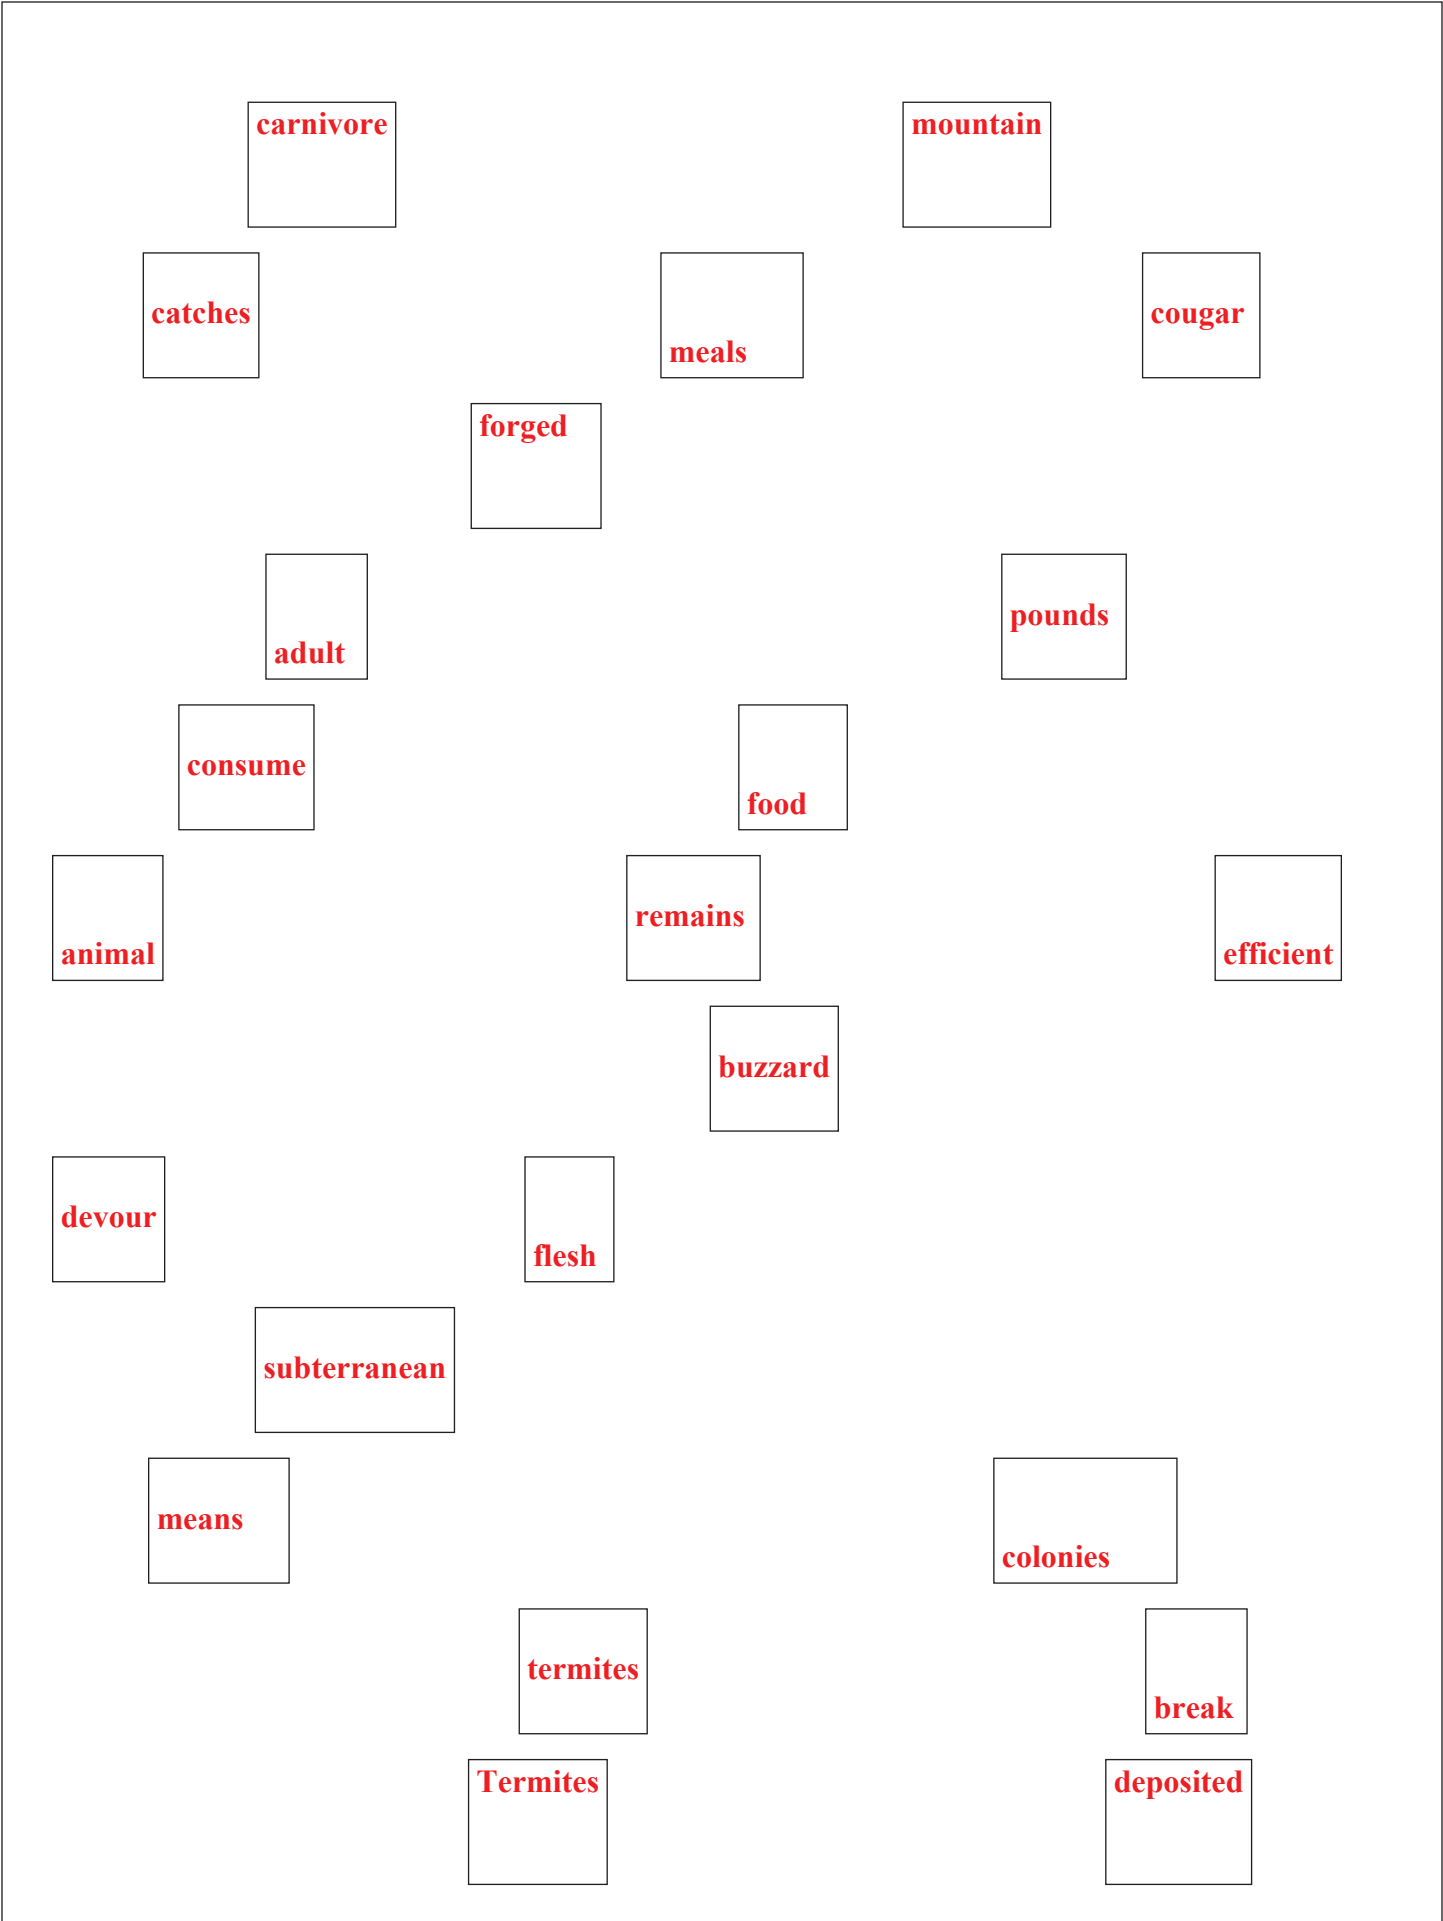 carnivore mountain
catches meals cougar
forged
adult pounds
consume food
animal remains efficient
buzzard
devour flesh
subterranean
means colonies
termites break
Termites deposited